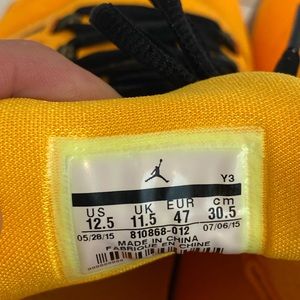 Y3
US UK EUR cm
12.5 11.5 47 30.5
05/28/15 810868-012 07/06/15
MADE IN CHINA
FABRIQUE EN CHINE